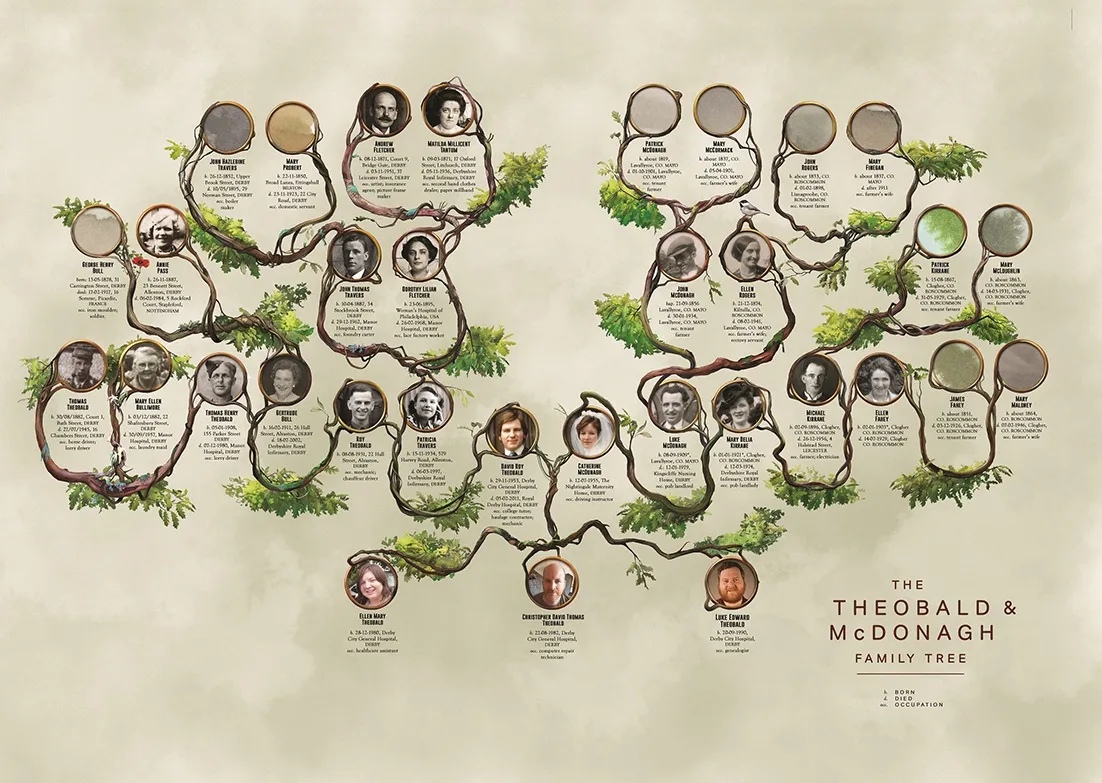 ANDREW
FLETCHER
b. 08-12-1871, Court 9,
Bridge Gate, DERBY
d. 03-11-1951, 37
Leicester Street, DERBY
occ. artist; insurance
agent; picture frame
maker
MATILDA MILLICENT
TANTUM
b. 09-03-1871, 17 Oxford
Street, Litchurch, DERBY
d. 05-11-1936, Derbyshire
Royal Infirmary, DERBY
occ. second hand clothes
dealer; paper millhand
JOHN HAZLEDINE
TRAVERS
b. 26-12-1852, Upper
Brook Street, DERBY
d. 10/05/1895, 29
Norman Street, DERBY
occ. boiler
maker
MARY
PROBERT
b. 22-11-1850,
Broad Lanes, Ettingshall
BILSTON
d. 23-11-1923, 22 City
Road, DERBY
occ. domestic servant
PATRICK
McDONAGH
b. about 1819,
Lavallyroe, CO. MAYO
d. 01-10-1901, Lavallyroe,
CO. MAYO
occ. tenant
farmer
MARY
McCORMACK
b. about 1837, CO.
MAYO
d. 05-04-1901,
Lavallyroe, CO. MAYO
occ. farmer's wife
JOHN
ROGERS
b. about 1833, CO.
ROSCOMMON
d. 01-02-1898,
CO.
ROSCOMMON
occ. tenant farmer
MARY
FINEGAN
b. about 1837, CO.
MAYO
d. after 1911
occ. farmer's wife
GEORGE HENRY
BULL
born: 13-05-1878, 31
Carrington Street, DERBY
died: 13-02-1917, 16
Somme, Picardie,
FRANCE
occ. iron moulder;
soldier
ANNIE
PASS
b. 26-11-1887,
23 Bennett Street,
Allenton, DERBY
d. 06-02-1984, 5 Rockford
Court, Stapleford,
NOTTINGHAM
JOHN THOMAS
TRAVERS
b. 10-04-1887, 34
Stockbrook Street,
DERBY
d. 29-12-1962, Manor
Hospital, DERBY
occ. foundry carter
DOROTHY LILIAN
FLETCHER
b. 23-06-1895,
Woman's Hospital of
Philadelphia, USA
d. 26-02-1968, Manor
Hospital, DERBY
occ. lace factory worker
JOHN
McDONAGH
bap. 21-09-1856
d. 30-01-1934,
Lavallyroe, CO. MAYO
occ. tenant
farmer
ELLEN
ROGERS
b. 21-12-1874,
Kiltulla, CO.
ROSCOMMON
d. 08-02-1941,
Lavallyroe, CO. MAYO
occ. farmer's wife;
rectory servant
PATRICK
KIRRANE
b. 15-08-1867,
Clogher, CO.
ROSCOMMON
d. 31-05-1929, Clogher,
CO. ROSCOMMON
occ. tenant farmer
MARY
McLOUGHLIN
b. about 1863,
CO. ROSCOMMON
d. 14-03-1931, Clogher,
CO. ROSCOMMON
occ. farmer's wife
THOMAS
THEOBALD
b. 30/08/1882, Court 1,
Bath Street, DERBY
d. 21/07/1945, 16
Chambers Street, DERBY
occ. horse driver;
lorry driver
MARY ELLEN
BULLIMORE
b. 03/12/1882, 22
Shaftesbury Street,
DERBY
d. 30/09/1957, Manor
Hospital, DERBY
occ. laundry maid
THOMAS HENRY
THEOBALD
b. 05-01-1908,
155 Parker Street,
DERBY
d. 07-12-1980, Manor
Hospital, DERBY
occ. lorry driver
GERTRUDE
BULL
b. 16-02-1911, 26 Hull
Street, Alvaston, DERBY
d. 18-07-2002,
Derbyshire Royal
Infirmary, DERBY
ROY
THEOBALD
b. 08-08-1931, 22 Hull
Street, Alvaston,
DERBY
occ. mechanic;
chauffeur driver
PATRICIA
TRAVERS
b. 15-11-1934, 579
Harvey Road, Allenton,
DERBY
d. 06-03-1997,
Derbyshire Royal
Infirmary, DERBY
DAVID ROY
THEOBALD
b. 29-11-1953, Derby
City General Hospital,
DERBY
d. 05-02-2011, Royal
Derby Hospital, DERBY
occ. college tutor;
haulage contractor;
mechanic
CATHERINE
McDONAGH
b. 12-07-1955, The
Nightingale Maternity
Home, DERBY
occ. driving instructor
LUKE
McDONAGH
b. 08-09-1909*,
Lavallyroe, CO.
MAYO
d. 12-01-1979,
Kingscliffe Nursing
Home, DERBY
occ. pub landlord
MARY DELIA
KIRRANE
b. 01-01-1921*, Clogher,
CO. ROSCOMMON
d. 12-03-1974,
Derbyshire Royal
Infirmary, DERBY
occ. pub landlady
MICHAEL
KIRRANE
b. 02-09-1896, Clogher,
CO. ROSCOMMON
d. 26-12-1956, 4
Halstead Street,
LEICESTER
occ. farmer; electrician
ELLEN
FAHEY
b. 02-01-1903*, Clogher,
CO. ROSCOMMON
d. 14-07-1929, Clogher,
CO. ROSCOMMON
JAMES
FAHEY
b. about 1851,
CO. ROSCOMMON
d. 03-12-1926, Clogher,
CO. ROSCOMMON
occ. tenant farmer
MARY
MALONEY
b. about 1864,
CO. ROSCOMMON
d. 07-02-1946, Clogher,
CO. ROSCOMMON
occ. farmer's wife
ELLEN MARY
THEOBALD
b. 28-12-1980, Derby
City General Hospital,
DERBY
occ. healthcare assistant
CHRISTOPHER DAVID THOMAS
THEOBALD
b. 22-08-1982, Derby
City General Hospital,
DERBY
occ. computer repair
technician
LUKE EDWARD
THEOBALD
b. 20-09-1990,
Derby City General Hospital,
DERBY
occ. genealogist
THE
THEOBALD &
McDONAGH
FAMILY TREE
b. BORN
d. DIED
occ. OCCUPATION